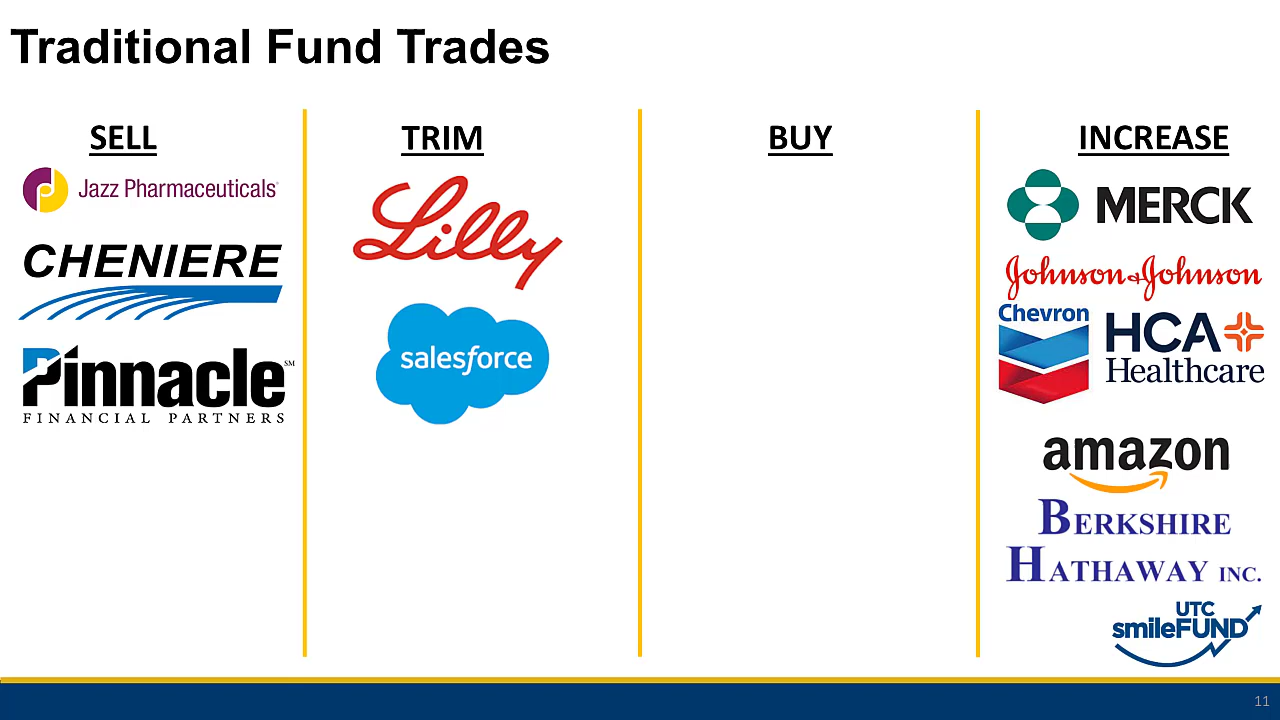 Traditional Fund Trades
SELL
Jazz Pharmaceuticals
CHENIERE
Pinnacle℠
FINANCIAL PARTNERS
TRIM
Lilly
salesforce
BUY
INCREASE
MERCK
Johnson&Johnson
Chevron
HCA
Healthcare
amazon
BERKSHIRE
HATHAWAY INC.
UTC
smileFUND
11